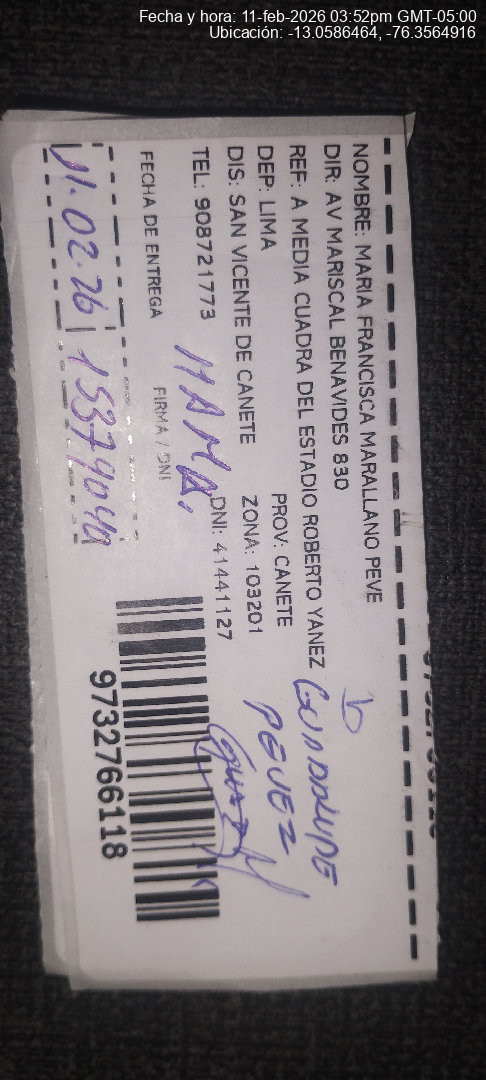 Fecha y hora: 11-feb-2026 03:52pm GMT-05:00
Ubicación: -13.0586464, -76.3564916
NOMBRE: MARIA FRANCISCA MARALLANO PEVE
DIR: AV MARISCAL BENAVIDES 830
REF: A MEDIA CUADRA DEL ESTADIO ROBERTO YANEZ
DEP: LIMA PROV: CANETE
DIS: SAN VICENTE DE CANETE ZONA: 103201
TEL: 908721773 DNI: 41441127
GUADALUPE
PEVEZ
MAMA.
FECHA DE ENTREGA FIRMA / DNI
11.02.26 15379049
9732766118